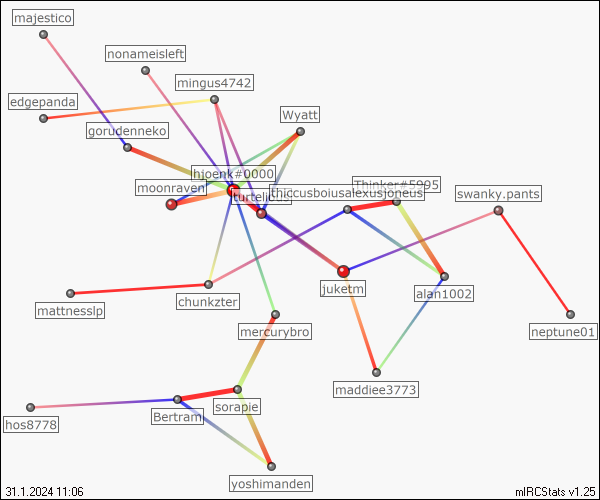 majestico
nonameisleft
mingus4742
edgepanda
Wyatt
gorudenneko
hjoenk#0000
moonraven
Thinker#5995
thiccusboiusalexusjoneus
swanky.pants
juketm
alan1002
chunkzter
mattnesslp
mercurybro
neptune01
maddiee3773
sorapie
Bertram
hos8778
yoshimanden
31.1.2024 11:06
mIRCStats v1.25